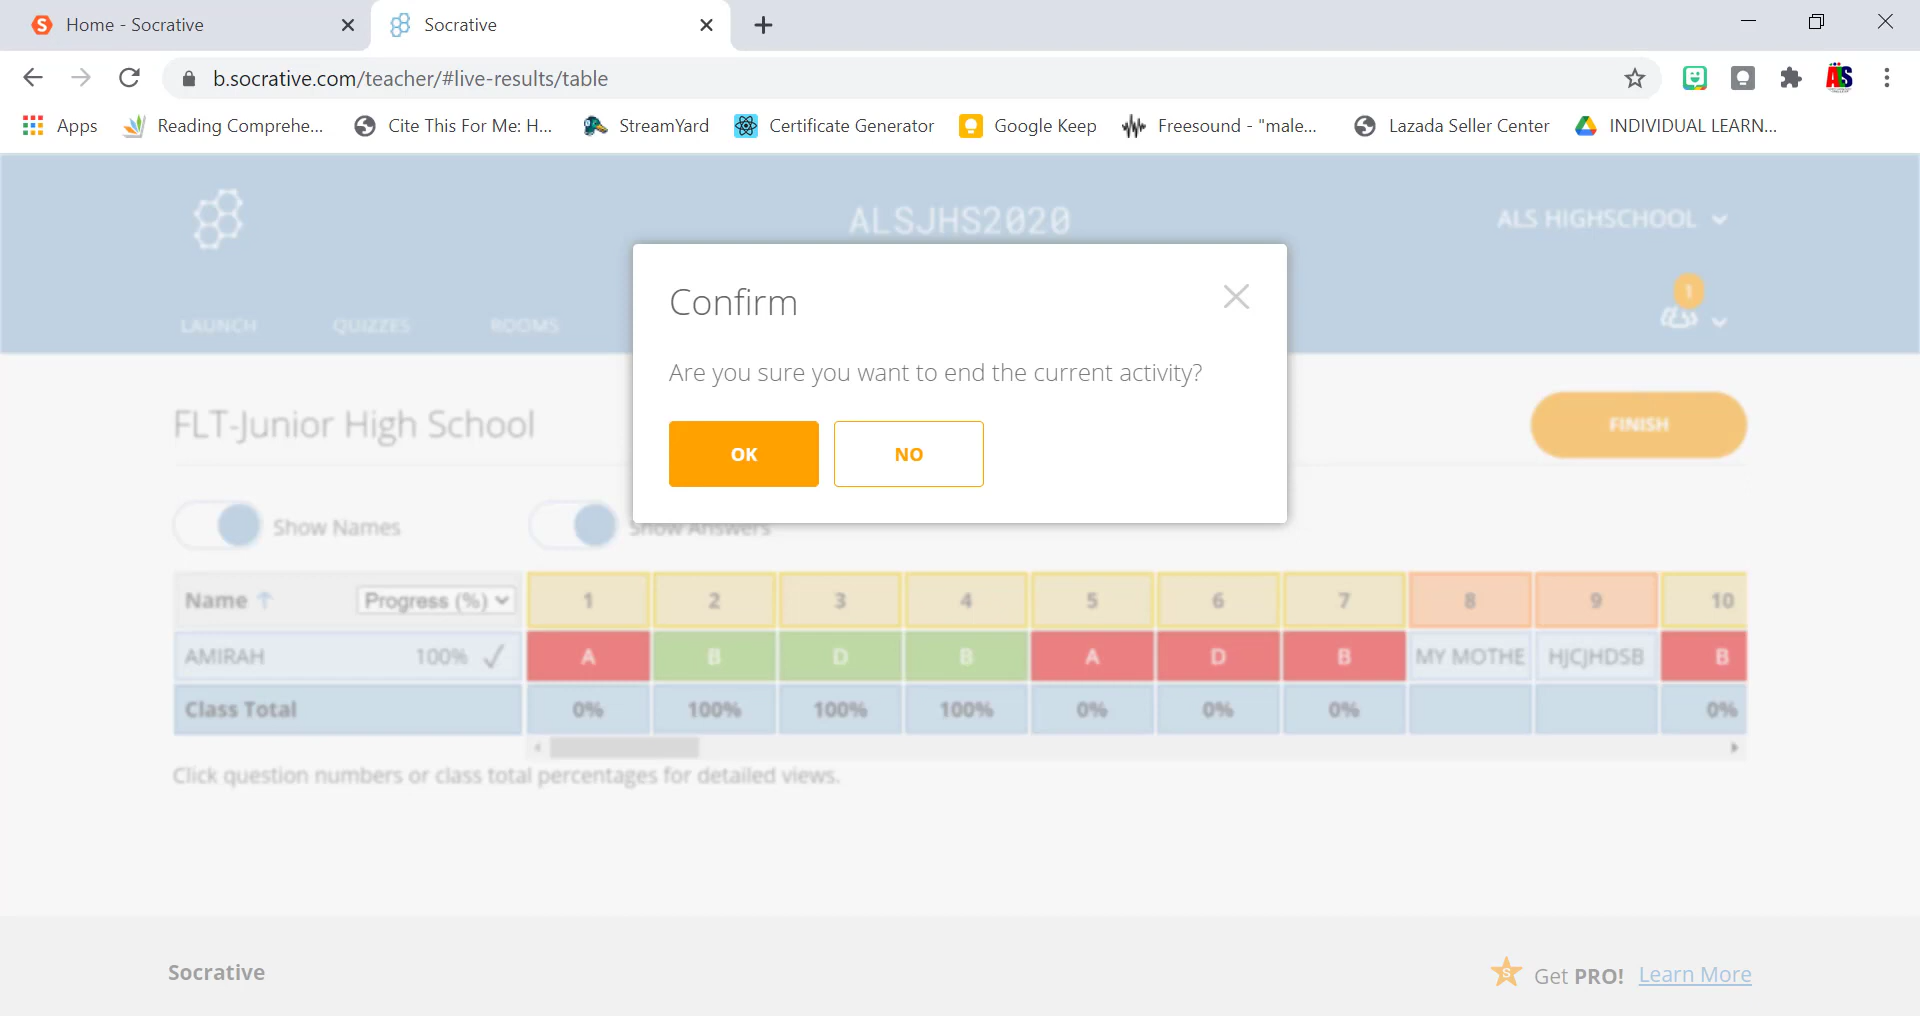 Home - Socrative
Socrative
b.socrative.com/teacher/#live-results/table
Apps
Reading Comprehe...
Cite This For Me: H...
StreamYard
Certificate Generator
Google Keep
Freesound - "male...
Lazada Seller Center
INDIVIDUAL LEARN...
ALSJHS2020
ALS HIGHSCHOOL
1
LAUNCH
QUIZZES
ROOMS
Confirm
Are you sure you want to end the current activity?
OK
NO
FLT-Junior High School
FINISH
Show Names
Show Answers
Name Progress (%) 1 2 3 4 5 6 7 8 9 10
AMIRAH 100% A B D B A D B MY MOTHE HJCJHDSB B
Class Total 0% 100% 100% 100% 0% 0% 0% 0%
Click question numbers or class total percentages for detailed views.
Socrative
Get PRO! Learn More